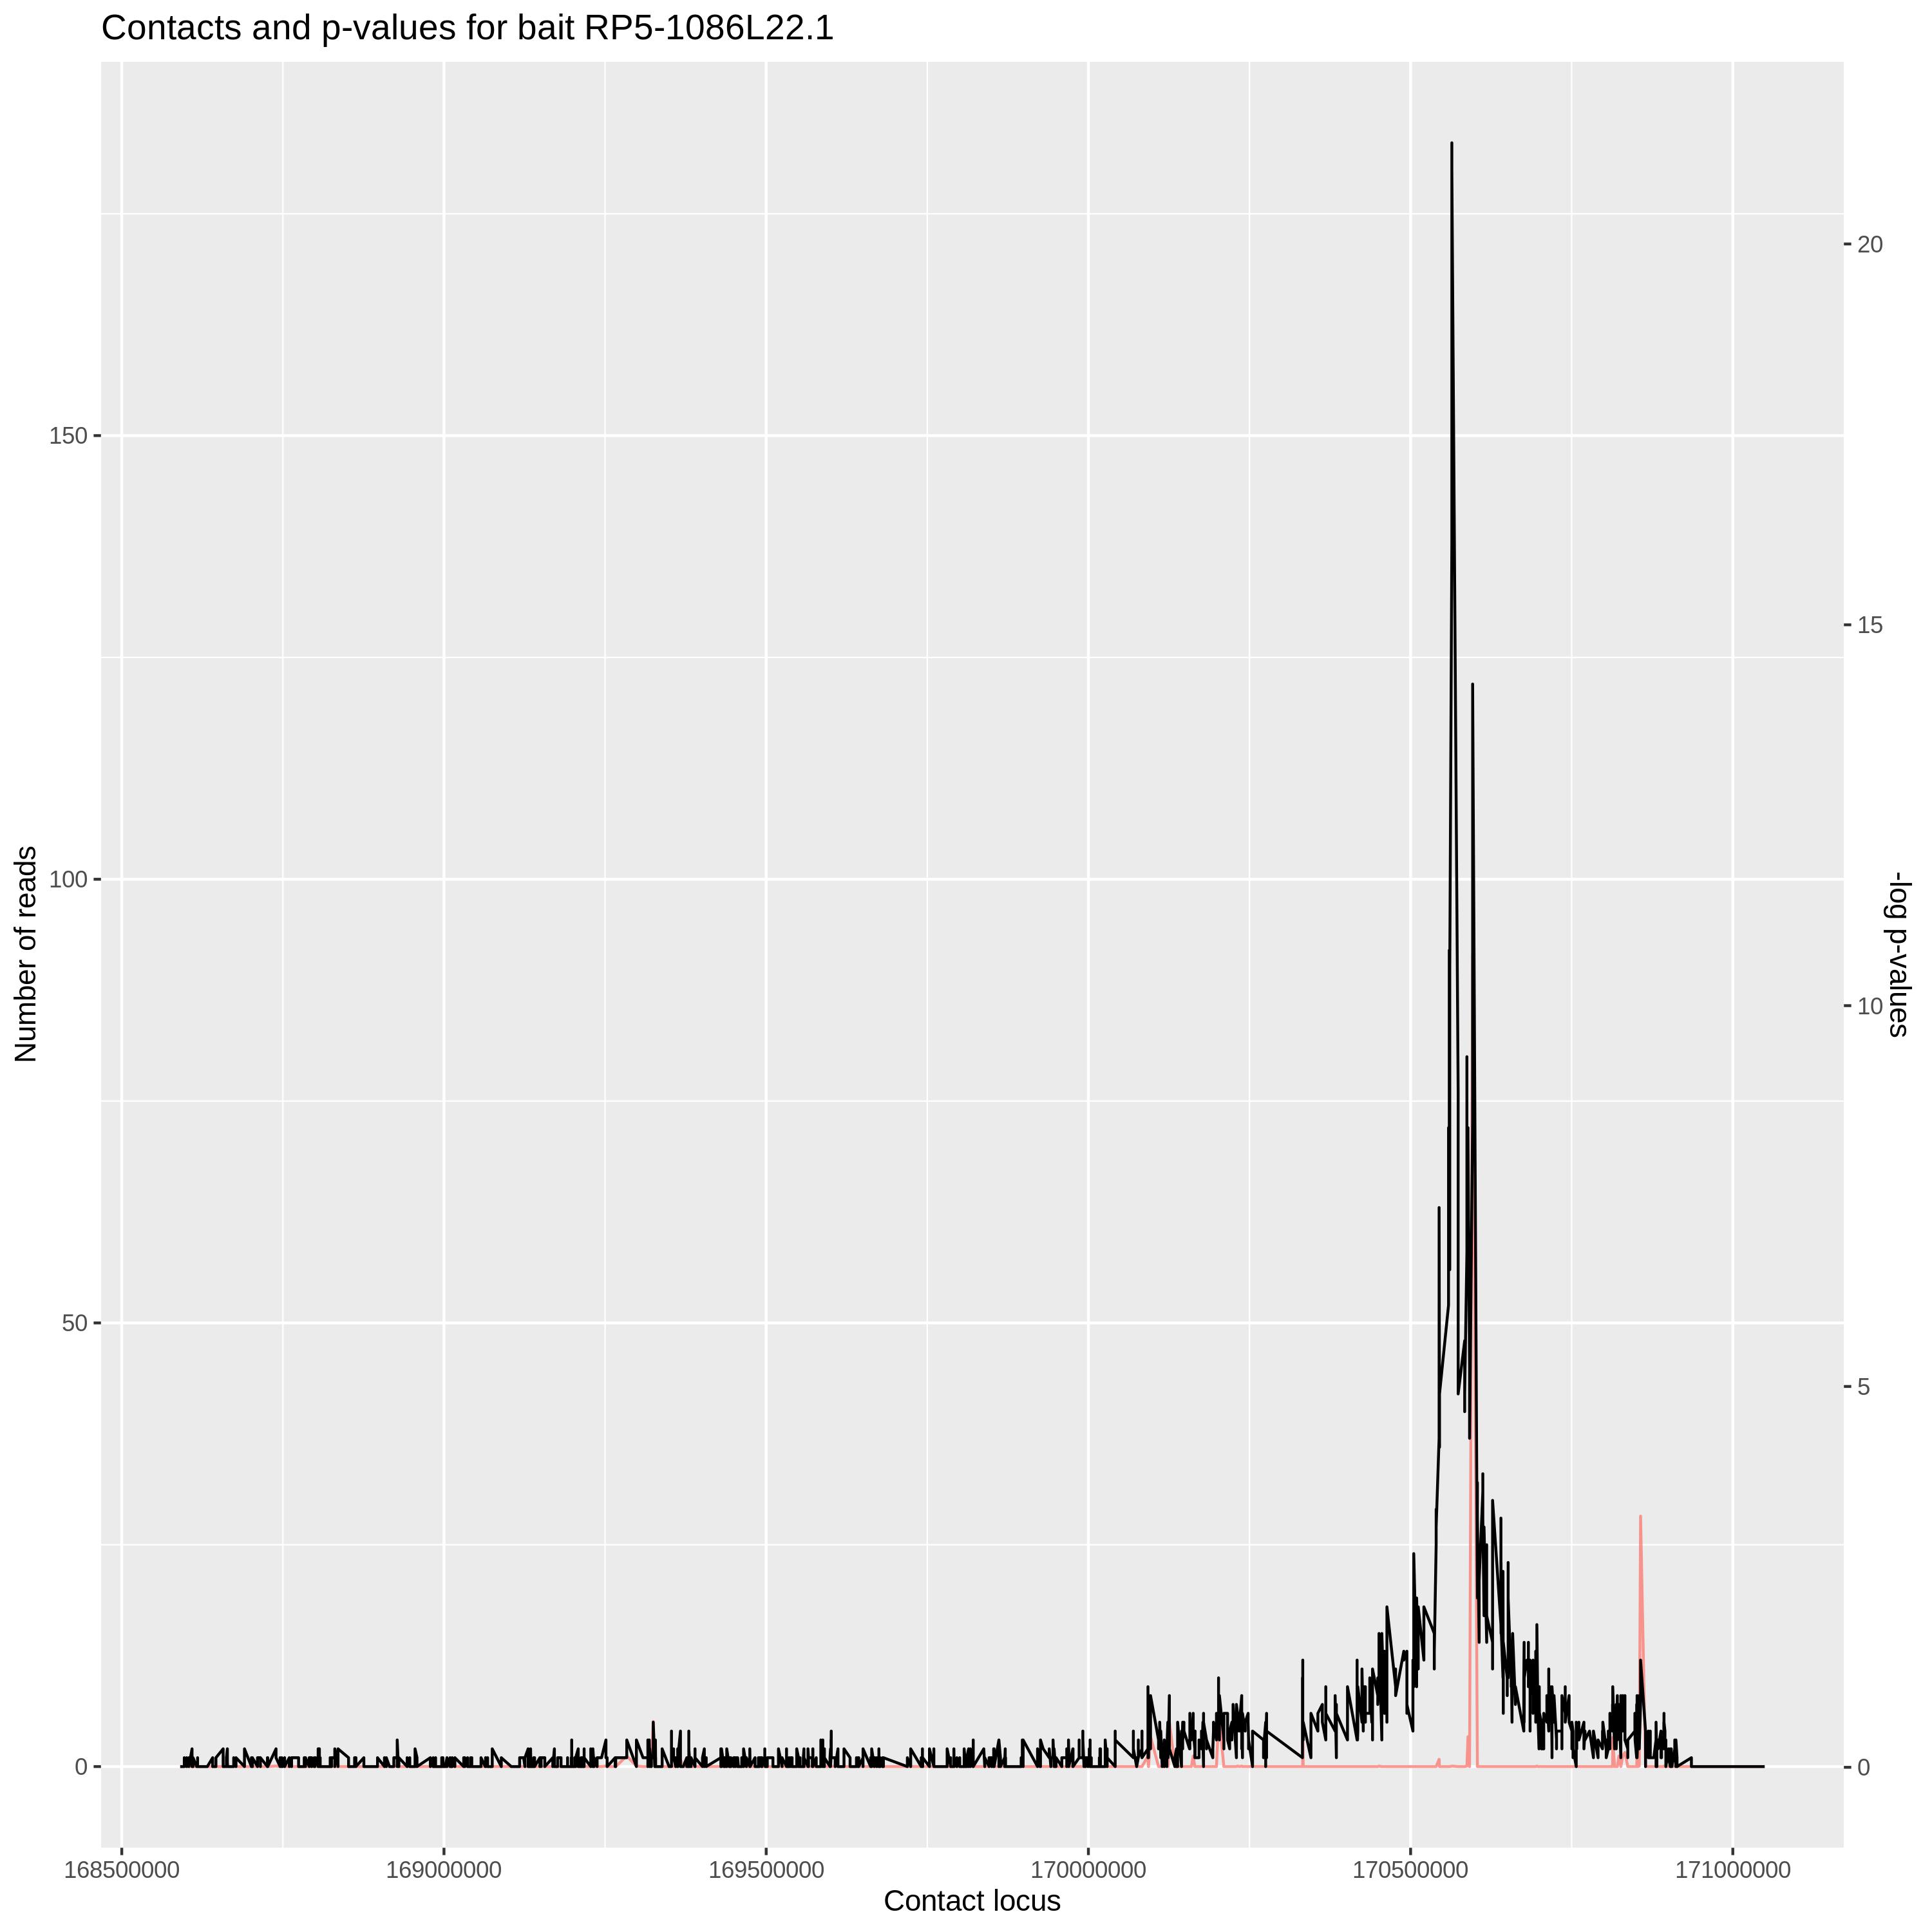 Contacts and p-values for bait RP5-1086L22.1
Number of reads
150
100
50
0
20
15
10
5
0
-log p-values
168500000 169000000 169500000 170000000 170500000 171000000
Contact locus